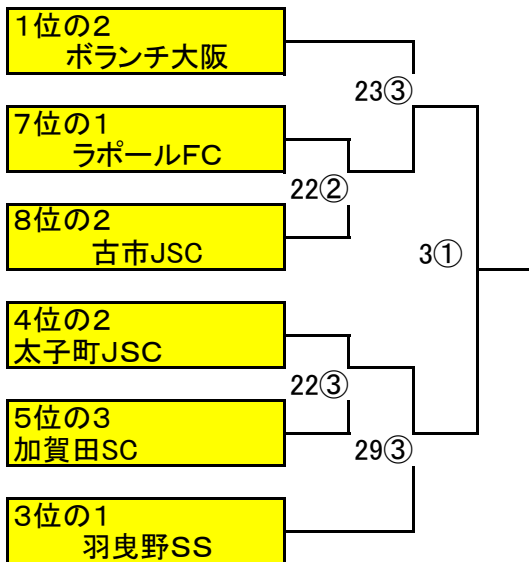 1位の2
ボランチ大阪
23③
7位の1
ラポールFC
22②
8位の2
古市JSC
3①
4位の2
太子町JSC
22③
5位の3
加賀田SC
29③
3位の1
羽曳野SS